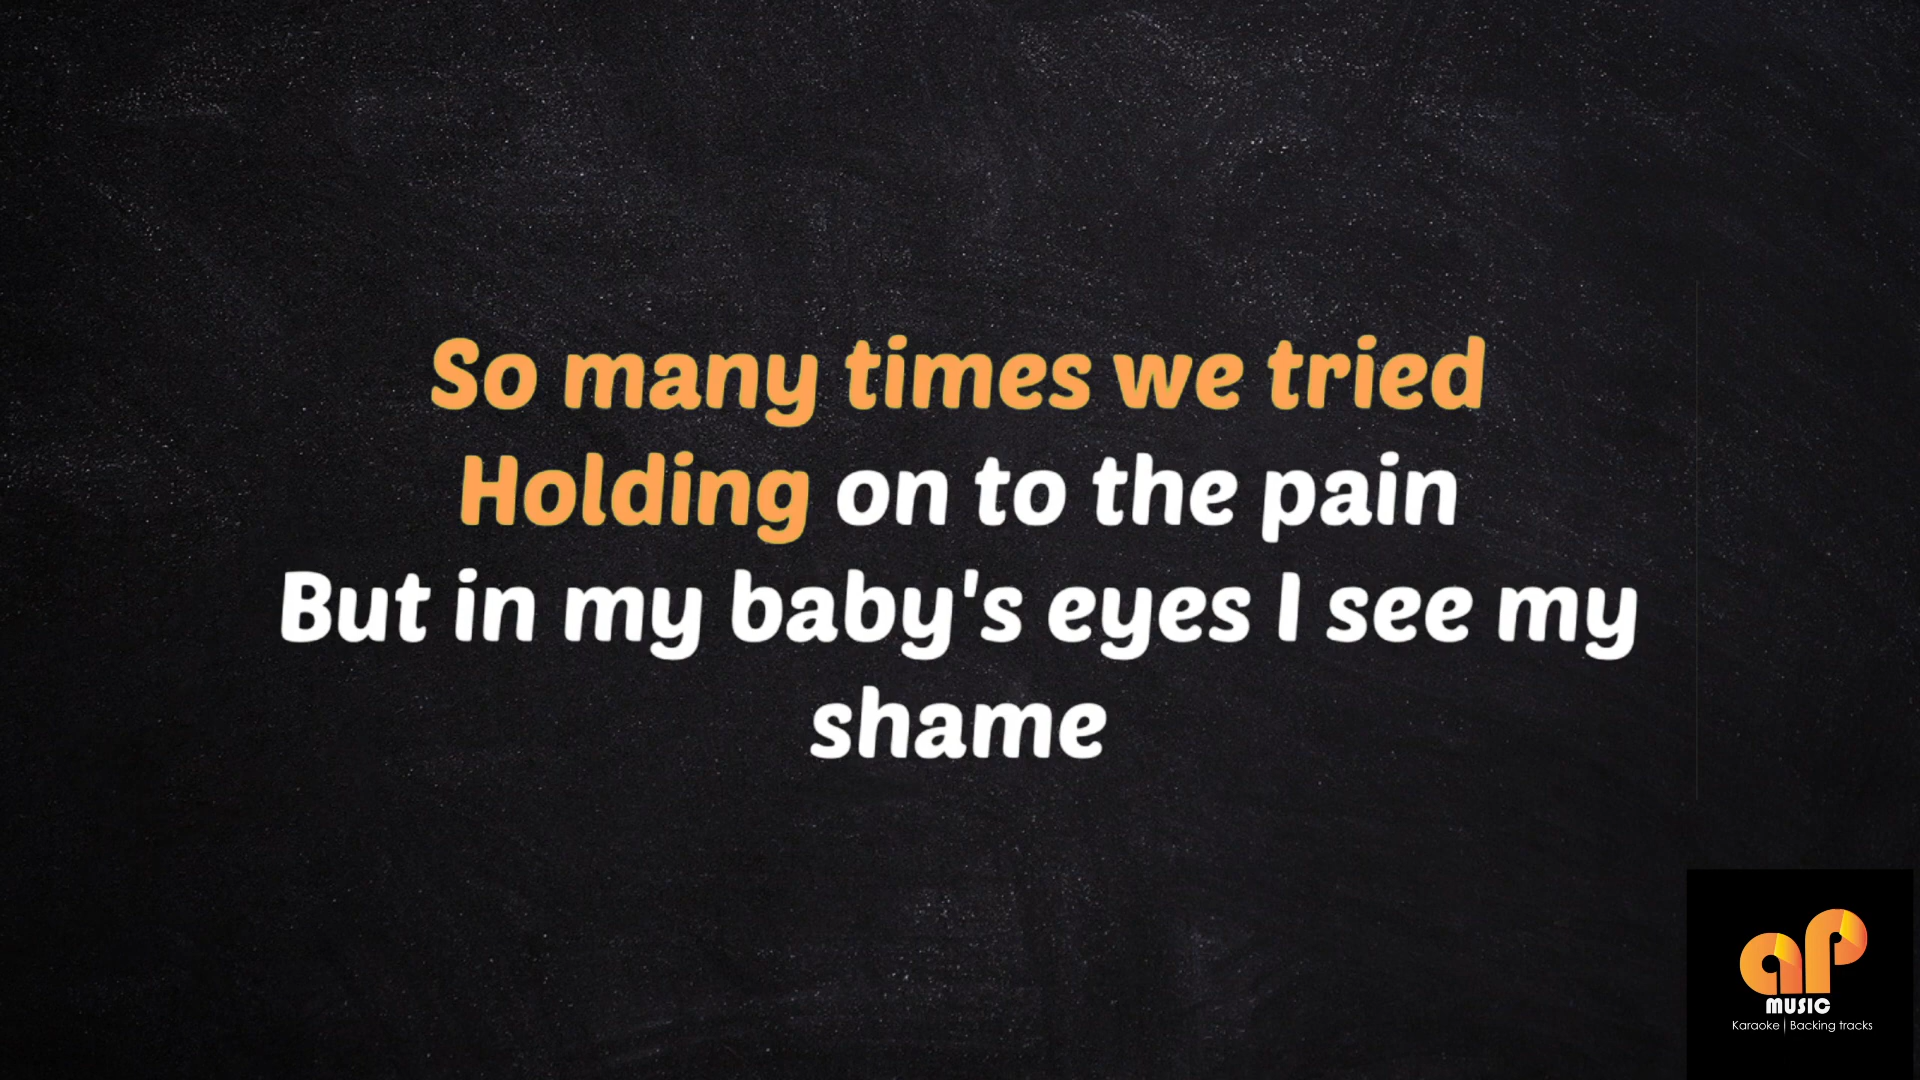 So many times we tried
Holding on to the pain
But in my baby's eyes I see my
shame
aP
MUSIC
Karaoke | Backing tracks